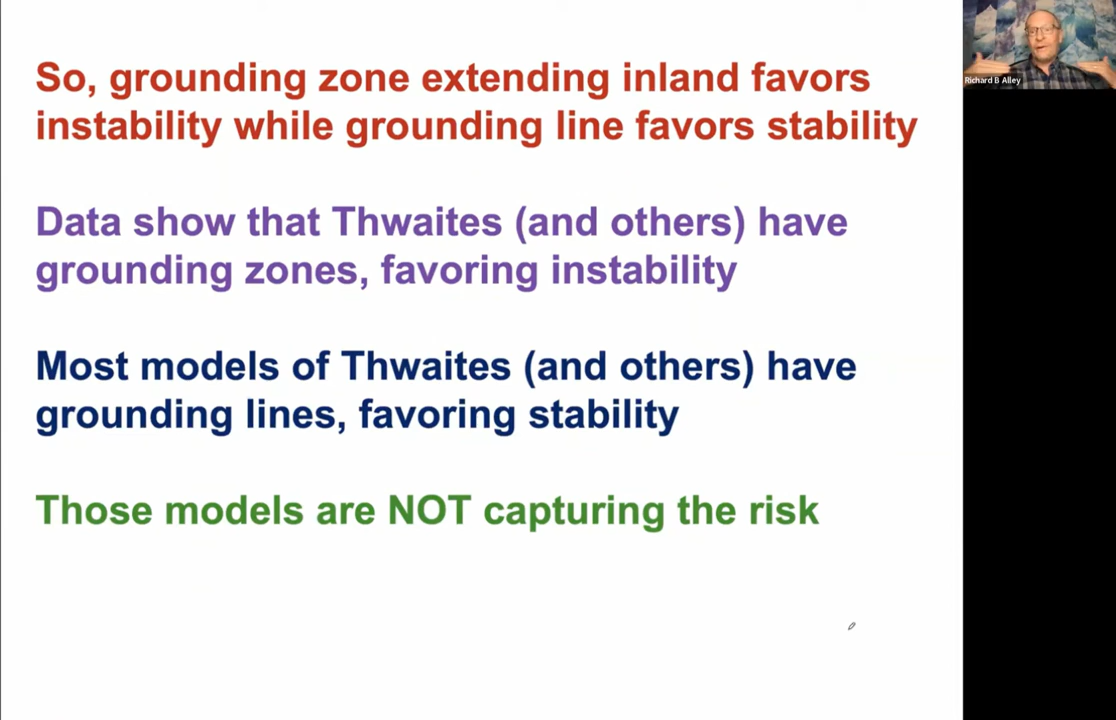 So, grounding zone extending inland favors
instability while grounding line favors stability
Data show that Thwaites (and others) have
grounding zones, favoring instability
Most models of Thwaites (and others) have
grounding lines, favoring stability
Those models are NOT capturing the risk
Richard B Alley